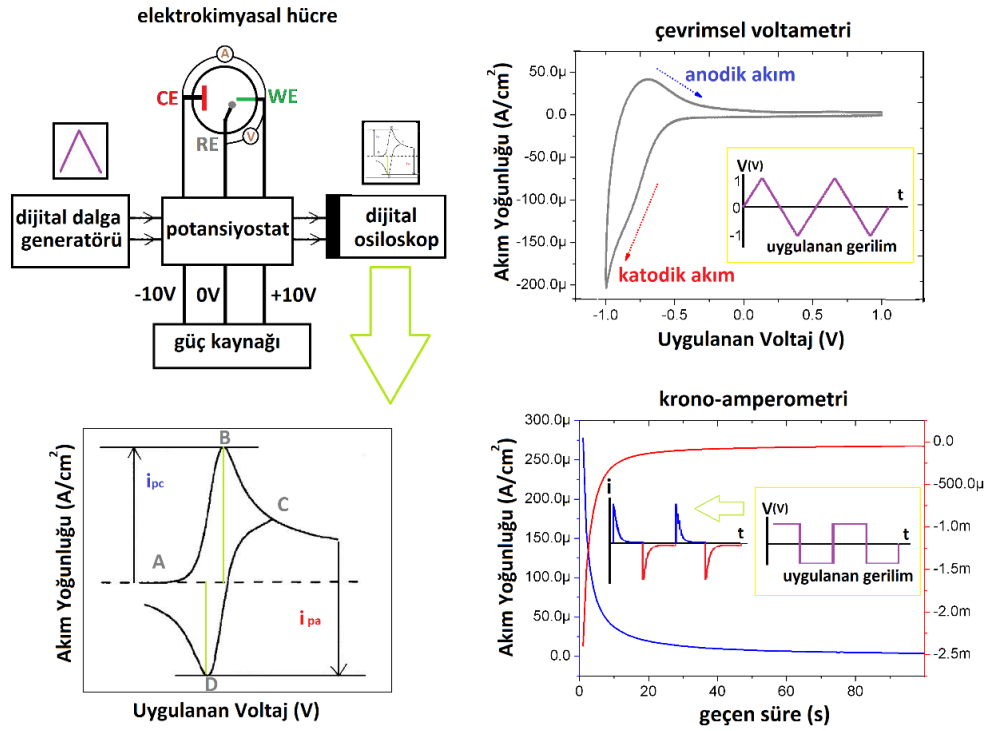 elektrokimyasal hücre
A
CE
WE
RE
V
dijital dalga
generatörü
potansiyostat
dijital
osiloskop
-10V
0V
+10V
güç kaynağı
çevrimsel voltametri
Akım Yoğunluğu (A/cm²)
50.0µ
0.0
-50.0µ
-100.0µ
-150.0µ
-200.0µ
anodik akım
katodik akım
V(V)
1
0
-1
t
uygulanan gerilim
-1.0
-0.5
0.0
0.5
1.0
Uygulanan Voltaj (V)
Akım Yoğunluğu (A/cm²)
B
ipc
A
C
ipa
D
Uygulanan Voltaj (V)
krono-amperometri
Akım Yoğunluğu (A/cm²)
300.0µ
250.0µ
200.0µ
150.0µ
100.0µ
50.0µ
0.0
i
t
V(V)
t
uygulanan gerilim
0.0
-500.0µ
-1.0m
-1.5m
-2.0m
-2.5m
0
20
40
60
80
geçen süre (s)